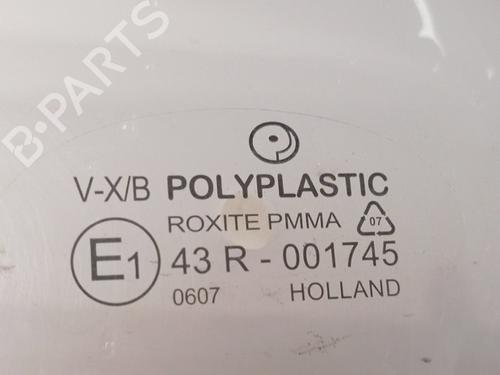 B-PARTS
V-X/B POLYPLASTIC
ROXITE PMMA 07
E1 43 R - 001745
0607 HOLLAND